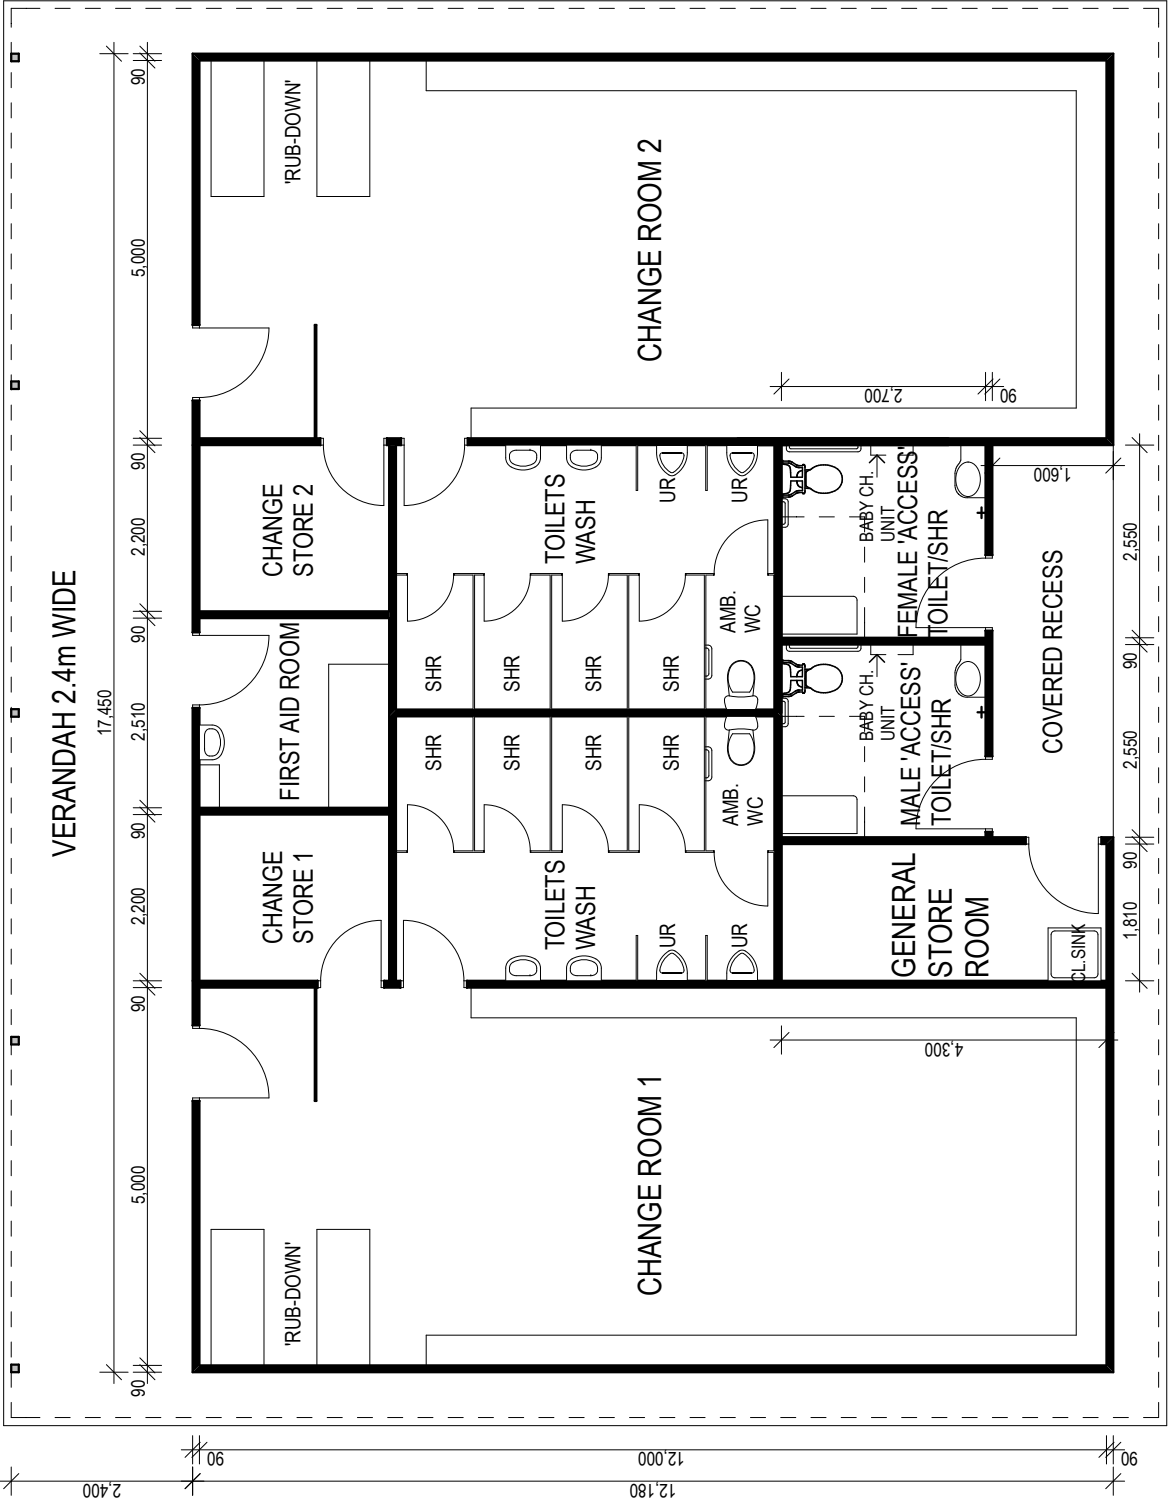 VERANDAH 2.4m WIDE
17,450
90
5,000
90
2,200
90
2,510
90
2,200
90
5,000
90
'RUB-DOWN'
CHANGE
STORE 1
FIRST AID ROOM
CHANGE
STORE 2
'RUB-DOWN'
CHANGE ROOM 1
TOILETS
WASH
UR
UR
SHR
SHR
SHR
SHR
AMB.
WC
SHR
SHR
SHR
SHR
AMB.
WC
TOILETS
WASH
UR
UR
CHANGE ROOM 2
GENERAL
STORE
ROOM
CL.SINK
BABY CH.
UNIT
MALE 'ACCESS'
TOILET/SHR
BABY CH.
UNIT
FEMALE 'ACCESS'
TOILET/SHR
COVERED RECESS
4,300
2,700
90
1,600
1,810
90
2,550
90
2,550
2,400
90
12,000
90
12,180